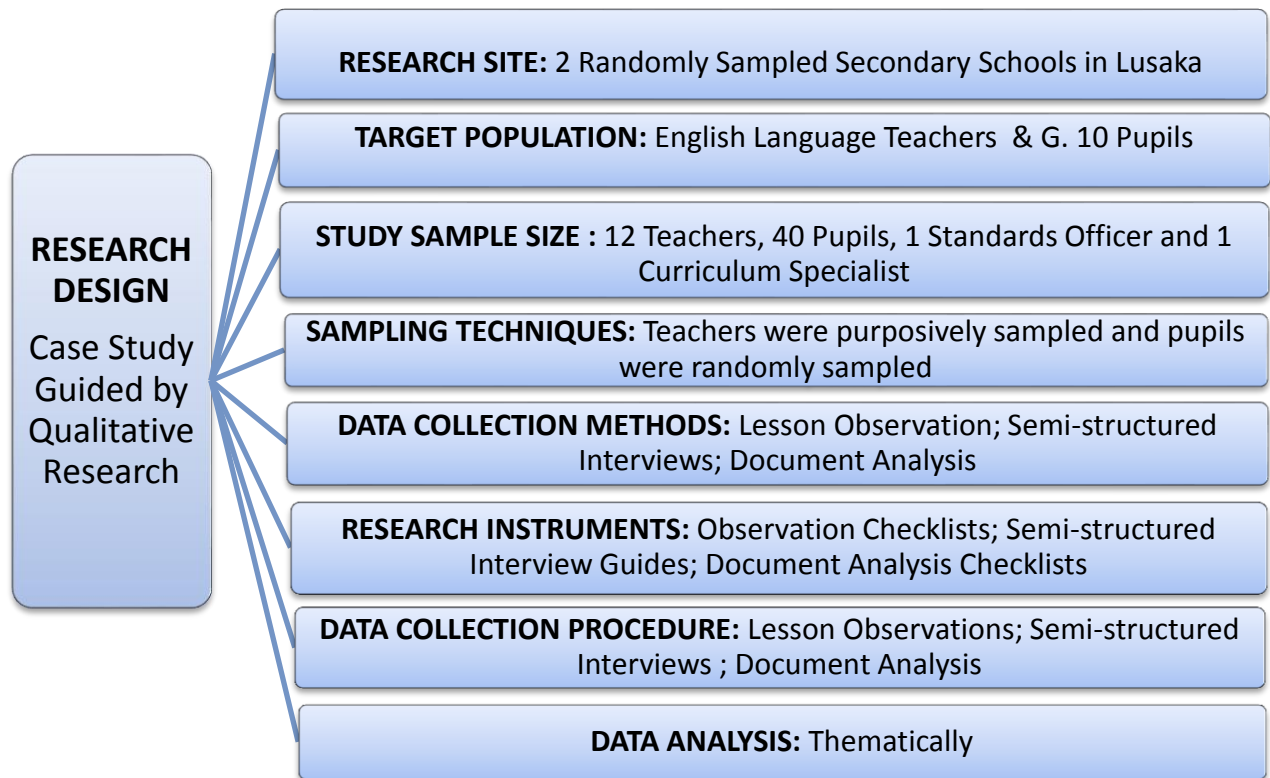 RESEARCH
DESIGN
Case Study
Guided by
Qualitative
Research
RESEARCH SITE: 2 Randomly Sampled Secondary Schools in Lusaka
TARGET POPULATION: English Language Teachers & G. 10 Pupils
STUDY SAMPLE SIZE : 12 Teachers, 40 Pupils, 1 Standards Officer and 1
Curriculum Specialist
SAMPLING TECHNIQUES: Teachers were purposively sampled and pupils
were randomly sampled
DATA COLLECTION METHODS: Lesson Observation; Semi-structured
Interviews; Document Analysis
RESEARCH INSTRUMENTS: Observation Checklists; Semi-structured
Interview Guides; Document Analysis Checklists
DATA COLLECTION PROCEDURE: Lesson Observations; Semi-structured
Interviews ; Document Analysis
DATA ANALYSIS: Thematically